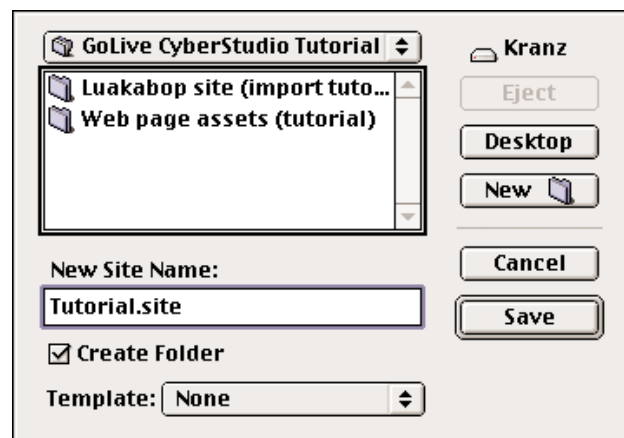 GoLive CyberStudio Tutorial
Luakabop site (import tuto...
Web page assets (tutorial)
Kranz
Eject
Desktop
New
Cancel
Save
New Site Name:
Tutorial.site
Create Folder
Template: None